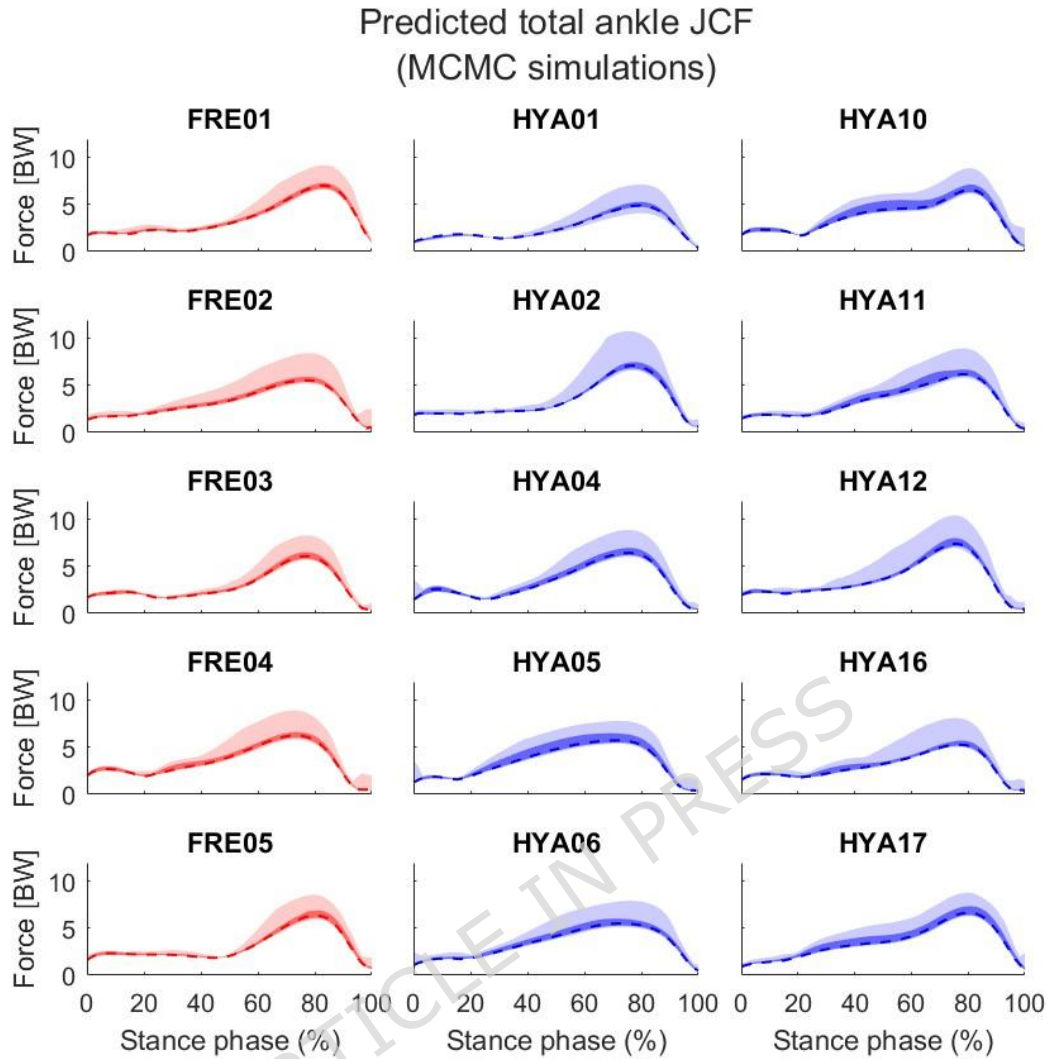 Predicted total ankle JCF
(MCMC simulations)
FRE01 HYA01 HYA10
Force [BW]
10
5
0
FRE02 HYA02 HYA11
Force [BW]
10
5
0
FRE03 HYA04 HYA12
Force [BW]
10
5
0
FRE04 HYA05 HYA16
Force [BW]
10
5
0
FRE05 HYA06 HYA17
Force [BW]
10
5
0
0 20 40 60 80 100 0 20 40 60 80 100 0 20 40 60 80 100
Stance phase (%) Stance phase (%) Stance phase (%)
RTICLE IN PRESS